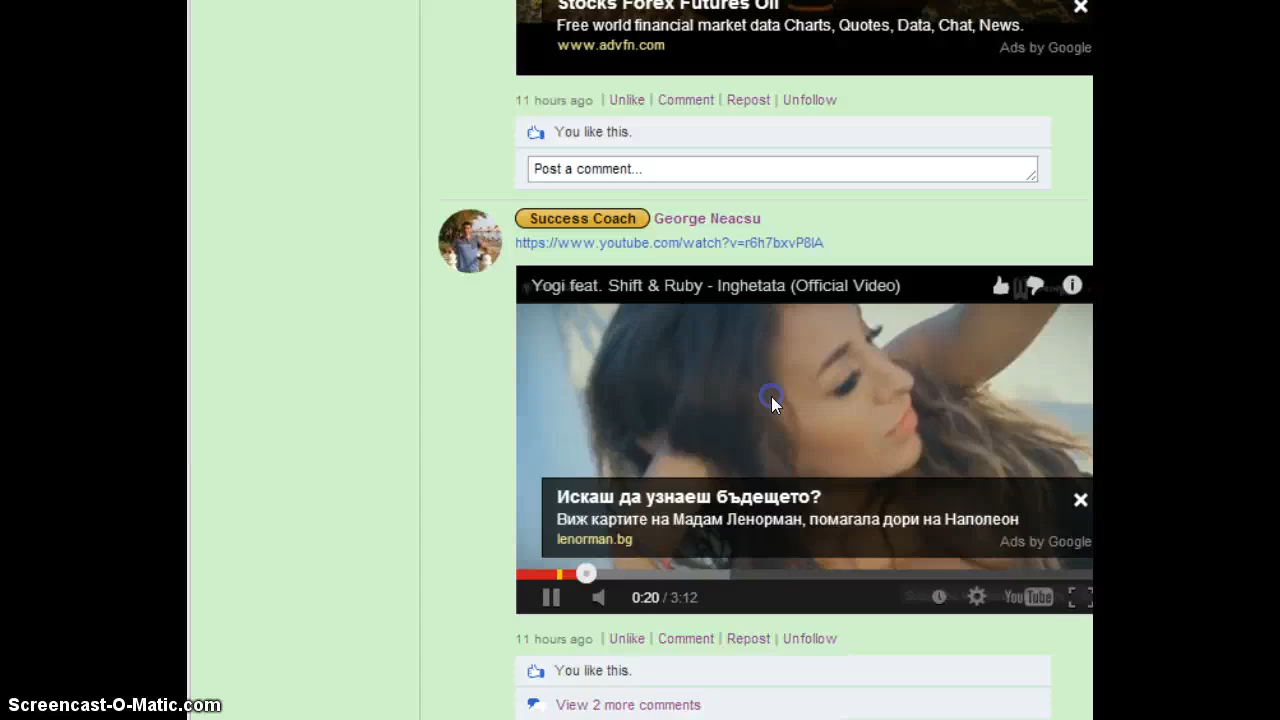 Stocks Forex Futures Oil
Free world financial market data Charts, Quotes, Data, Chat, News.
www.advfn.com
Ads by Google
11 hours ago | Unlike | Comment | Repost | Unfollow
You like this.
Post a comment...
Success Coach George Neacsu
https://www.youtube.com/watch?v=r6h7bxvP8lA
Yogi feat. Shift & Ruby - Inghetata (Official Video)
Искаш да узнаеш бъдещето?
Виж картите на Мадам Ленорман, помагала дори на Наполеон
lenorman.bg
Ads by Google
0:20 / 3:12
YouTube
11 hours ago | Unlike | Comment | Repost | Unfollow
You like this.
View 2 more comments
Screencast-O-Matic.com